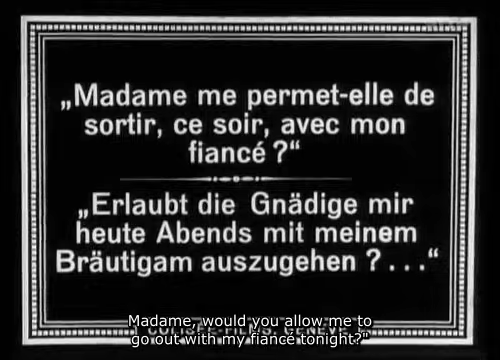 „Madame me permet-elle de
sortir, ce soir, avec mon
fiancé ?“
„Erlaubt die Gnädige mir
heute Abends mit meinem
Bräutigam auszugehen ? . . .“
Madame, would you allow me to
go out with my fiancé tonight?"